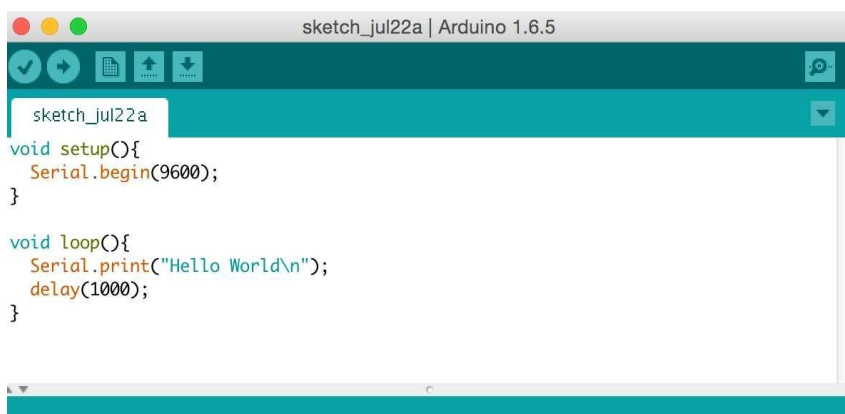 sketch_jul22a | Arduino 1.6.5
sketch_jul22a
void setup(){
  Serial.begin(9600);
}

void loop(){
  Serial.print("Hello World\n");
  delay(1000);
}